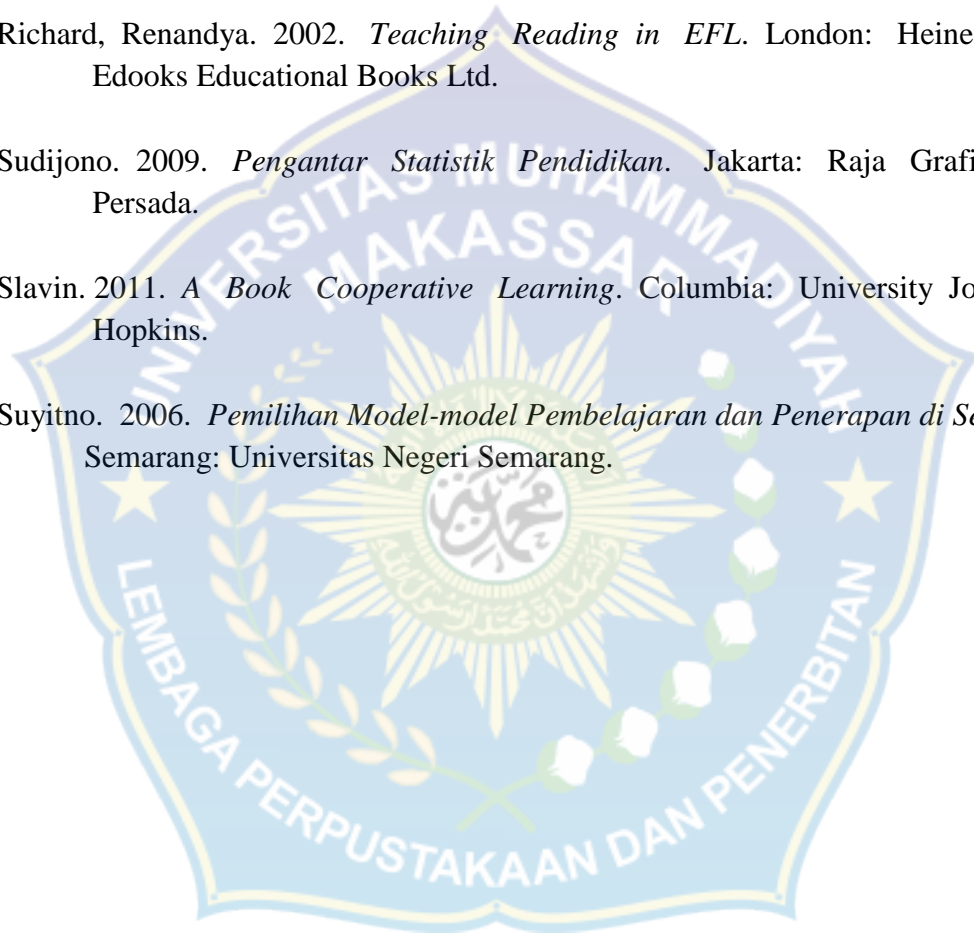 Richard, Renandya. 2002. Teaching Reading in EFL. London: Heine
Edooks Educational Books Ltd.
Sudijono. 2009. Pengantar Statistik Pendidikan. Jakarta: Raja Grafi
Persada.
Slavin. 2011. A Book Cooperative Learning. Columbia: University Jo
Hopkins.
Suyitno. 2006. Pemilihan Model-model Pembelajaran dan Penerapan di Se
Semarang: Universitas Negeri Semarang.
UNIVERSITAS MUHAMMADIYAH
MAKASSAR
LEMBAGA PERPUSTAKAAN DAN PENERBITAN